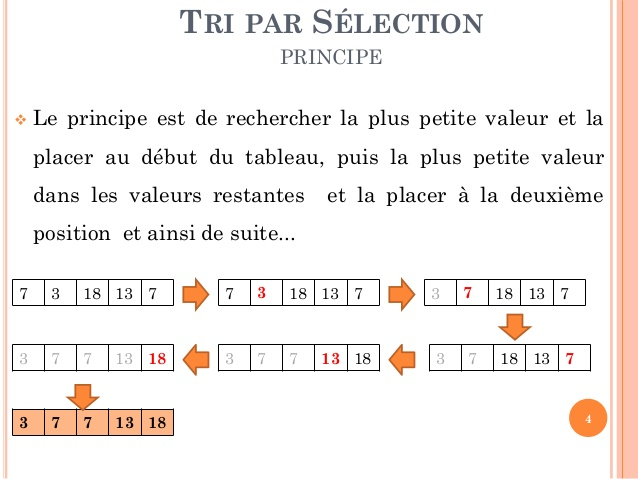 TRI PAR SÉLECTION
PRINCIPE
Le principe est de rechercher la plus petite valeur et la
placer au début du tableau, puis la plus petite valeur
dans les valeurs restantes et la placer à la deuxième
position et ainsi de suite...
7 3 18 13 7
7 3 18 13 7
3 7 18 13 7
3 7 7 13 18
3 7 7 13 18
3 7 18 13 7
3 7 7 13 18
4